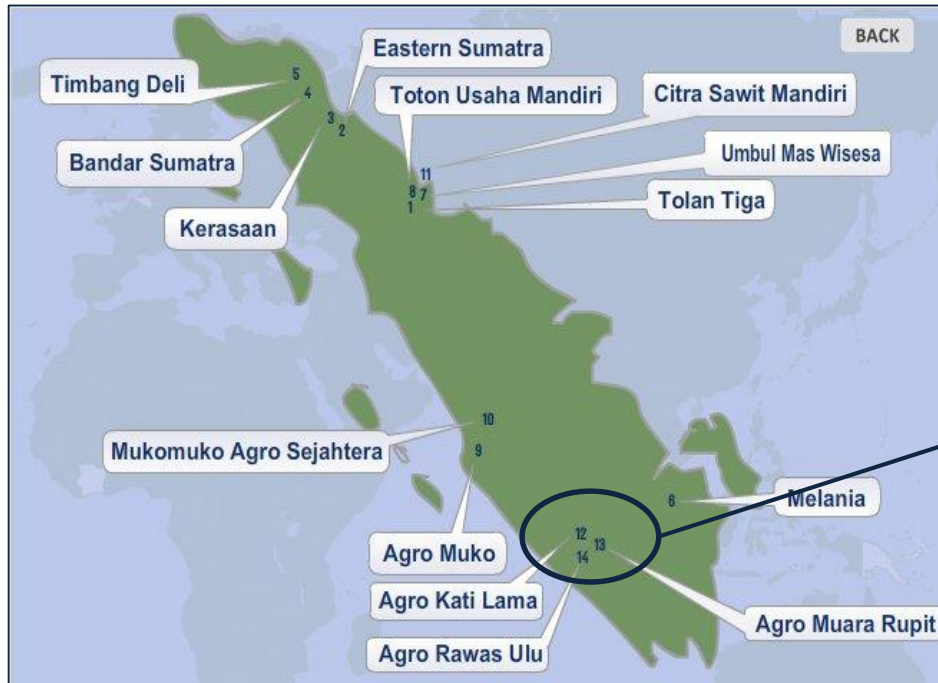 BACK
Eastern Sumatra
Timbang Deli
5
Toton Usaha Mandiri
Citra Sawit Mandiri
4
3
2
Bandar Sumatra
Umbul Mas Wisesa
11
8
7
1
Tolan Tiga
Kerasaan
10
Mukomuko Agro Sejahtera
9
6
Melania
12
13
14
Agro Muko
Agro Kati Lama
Agro Muara Rupit
Agro Rawas Ulu